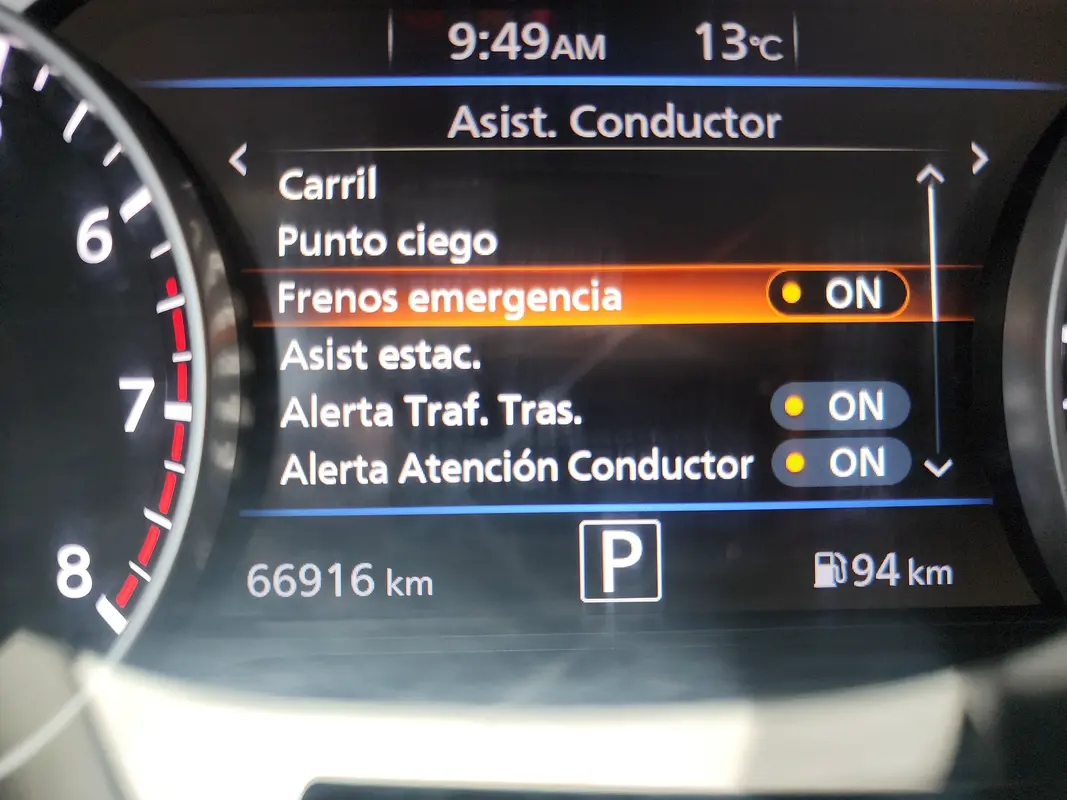 9:49AM 13°C
Asist. Conductor
Carril
Punto ciego
Frenos emergencia ON
Asist estac.
Alerta Traf. Tras. ON
Alerta Atención Conductor ON
6
7
8
66916 km P 94 km